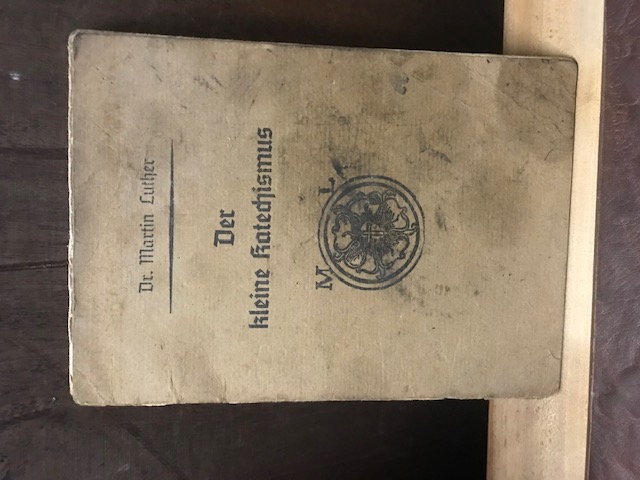 Dr. Martin Luther
Der
kleine Katechismus
M L